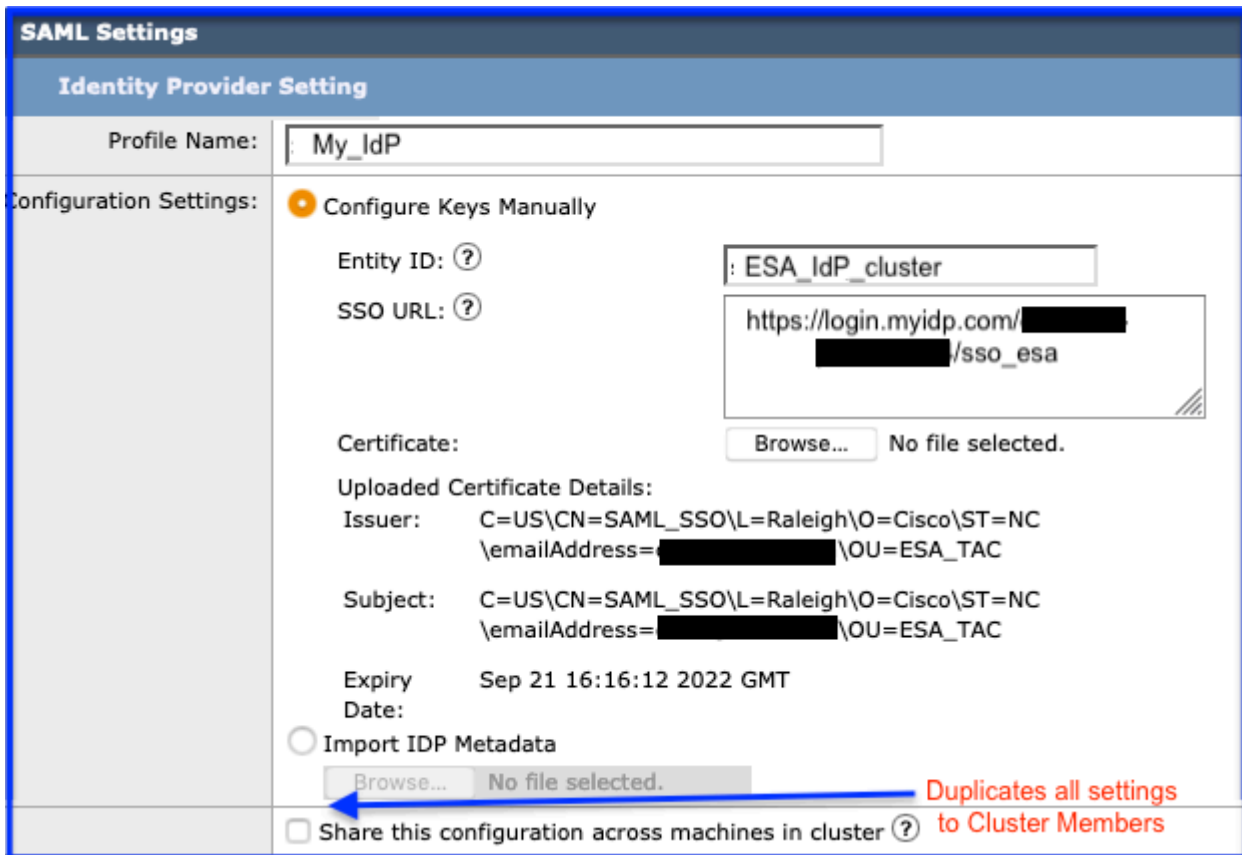 SAML Settings
Identity Provider Setting
Profile Name:
: My_IdP
Configuration Settings:
Configure Keys Manually
Entity ID: ?
: ESA_IdP_cluster
SSO URL: ?
https://login.myidp.com/
/sso_esa
Certificate:
Browse... No file selected.
Uploaded Certificate Details:
Issuer: C=US\CN=SAML_SSO\L=Raleigh\O=Cisco\ST=NC
\emailAddress= \OU=ESA_TAC
Subject: C=US\CN=SAML_SSO\L=Raleigh\O=Cisco\ST=NC
\emailAddress= \OU=ESA_TAC
Expiry Sep 21 16:16:12 2022 GMT
Date:
Import IDP Metadata
Browse... No file selected.
Duplicates all settings
to Cluster Members
Share this configuration across machines in cluster ?